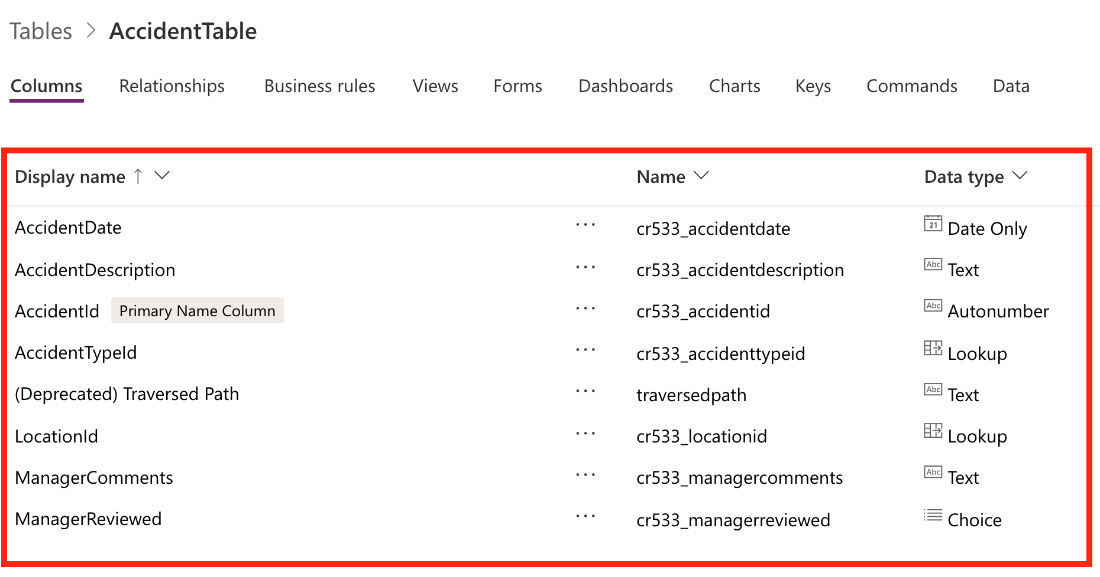 Tables > AccidentTable
Columns Relationships Business rules Views Forms Dashboards Charts Keys Commands Data
Display name ↑ Name Data type
AccidentDate ··· cr533_accidentdate 21 Date Only
AccidentDescription ··· cr533_accidentdescription Abc Text
AccidentId Primary Name Column ··· cr533_accidentid Abc Autonumber
AccidentTypeId ··· cr533_accidenttypeid Lookup
(Deprecated) Traversed Path ··· traversedpath Abc Text
LocationId ··· cr533_locationid Lookup
ManagerComments ··· cr533_managercomments Abc Text
ManagerReviewed ··· cr533_managerreviewed Choice